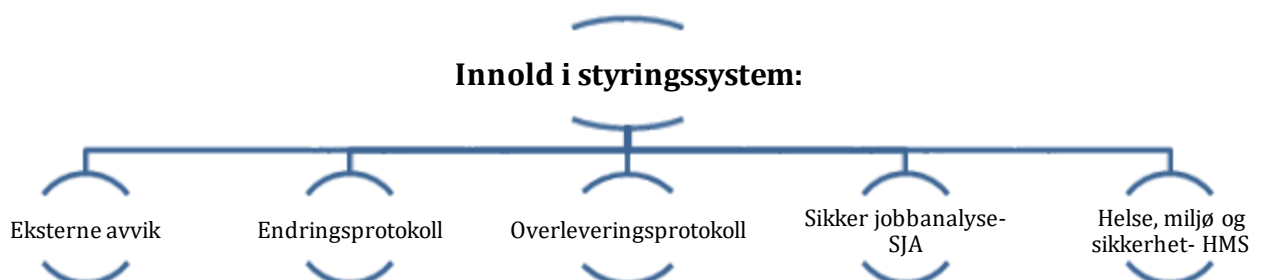 Innold i styringssystem:
Eksterne avvik
Endringsprotokoll
Overleveringsprotokoll
Sikker jobbanalyse-
SJA
Helse, miljø og
sikkerhet- HMS